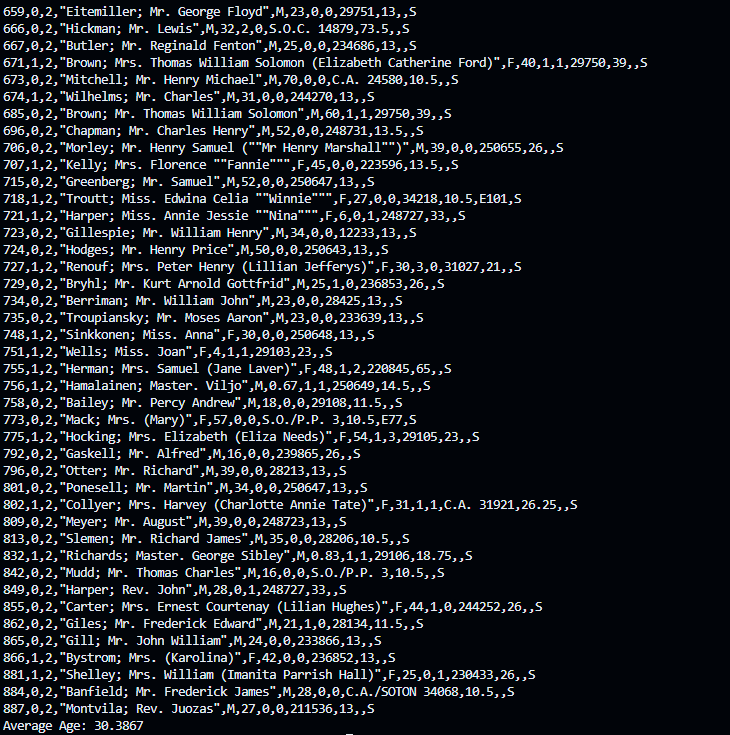 659,0,2,"Eitemiller; Mr. George Floyd",M,23,0,0,29751,13,,S
666,0,2,"Hickman; Mr. Lewis",M,32,2,0,S.O.C. 14879,73.5,,S
667,0,2,"Butler; Mr. Reginald Fenton",M,25,0,0,234686,13,,S
671,1,2,"Brown; Mrs. Thomas William Solomon (Elizabeth Catherine Ford)",F,40,1,1,29750,39,,S
673,0,2,"Mitchell; Mr. Henry Michael",M,70,0,0,C.A. 24580,10.5,,S
674,1,2,"Wilhelms; Mr. Charles",M,31,0,0,244270,13,,S
685,0,2,"Brown; Mr. Thomas William Solomon",M,60,1,1,29750,39,,S
696,0,2,"Chapman; Mr. Charles Henry",M,52,0,0,248731,13.5,,S
706,0,2,"Morley; Mr. Henry Samuel (""Mr Henry Marshall"")",M,39,0,0,250655,26,,S
707,1,2,"Kelly; Mrs. Florence ""Fannie""",F,45,0,0,223596,13.5,,S
715,0,2,"Greenberg; Mr. Samuel",M,52,0,0,250647,13,,S
718,1,2,"Troutt; Miss. Edwina Celia ""Winnie""",F,27,0,0,34218,10.5,E101,S
721,1,2,"Harper; Miss. Annie Jessie ""Nina""",F,6,0,1,248727,33,,S
723,0,2,"Gillespie; Mr. William Henry",M,34,0,0,12233,13,,S
724,0,2,"Hodges; Mr. Henry Price",M,50,0,0,250643,13,,S
727,1,2,"Renouf; Mrs. Peter Henry (Lillian Jefferys)",F,30,3,0,31027,21,,S
729,0,2,"Bryhl; Mr. Kurt Arnold Gottfrid",M,25,1,0,236853,26,,S
734,0,2,"Berriman; Mr. William John",M,23,0,0,28425,13,,S
735,0,2,"Troupiansky; Mr. Moses Aaron",M,23,0,0,233639,13,,S
748,1,2,"Sinkkonen; Miss. Anna",F,30,0,0,250648,13,,S
751,1,2,"Wells; Miss. Joan",F,4,1,1,29103,23,,S
755,1,2,"Herman; Mrs. Samuel (Jane Laver)",F,48,1,2,220845,65,,S
756,1,2,"Hamalainen; Master. Viljo",M,0.67,1,1,250649,14.5,,S
758,0,2,"Bailey; Mr. Percy Andrew",M,18,0,0,29108,11.5,,S
773,0,2,"Mack; Mrs. (Mary)",F,57,0,0,S.O./P.P. 3,10.5,E77,S
775,1,2,"Hocking; Mrs. Elizabeth (Eliza Needs)",F,54,1,3,29105,23,,S
792,0,2,"Gaskell; Mr. Alfred",M,16,0,0,239865,26,,S
796,0,2,"Otter; Mr. Richard",M,39,0,0,28213,13,,S
801,0,2,"Ponesell; Mr. Martin",M,34,0,0,250647,13,,S
802,1,2,"Collyer; Mrs. Harvey (Charlotte Annie Tate)",F,31,1,1,C.A. 31921,26.25,,S
809,0,2,"Meyer; Mr. August",M,39,0,0,248723,13,,S
813,0,2,"Slemen; Mr. Richard James",M,35,0,0,28206,10.5,,S
832,1,2,"Richards; Master. George Sibley",M,0.83,1,1,29106,18.75,,S
842,0,2,"Mudd; Mr. Thomas Charles",M,16,0,0,S.O./P.P. 3,10.5,,S
849,0,2,"Harper; Rev. John",M,28,0,1,248727,33,,S
855,0,2,"Carter; Mrs. Ernest Courtenay (Lilian Hughes)",F,44,1,0,244252,26,,S
862,0,2,"Giles; Mr. Frederick Edward",M,21,1,0,28134,11.5,,S
865,0,2,"Gill; Mr. John William",M,24,0,0,233866,13,,S
866,1,2,"Bystrom; Mrs. (Karolina)",F,42,0,0,236852,13,,S
881,1,2,"Shelley; Mrs. William (Imanita Parrish Hall)",F,25,0,1,230433,26,,S
884,0,2,"Banfield; Mr. Frederick James",M,28,0,0,C.A./SOTON 34068,10.5,,S
887,0,2,"Montvila; Rev. Juozas",M,27,0,0,211536,13,,S
Average Age: 30.3867